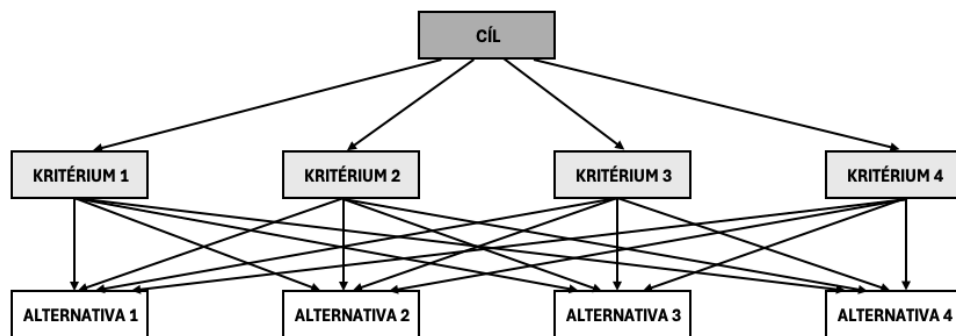 CÍL
KRITÉRIUM 1
KRITÉRIUM 2
KRITÉRIUM 3
KRITÉRIUM 4
ALTERNATIVA 1
ALTERNATIVA 2
ALTERNATIVA 3
ALTERNATIVA 4